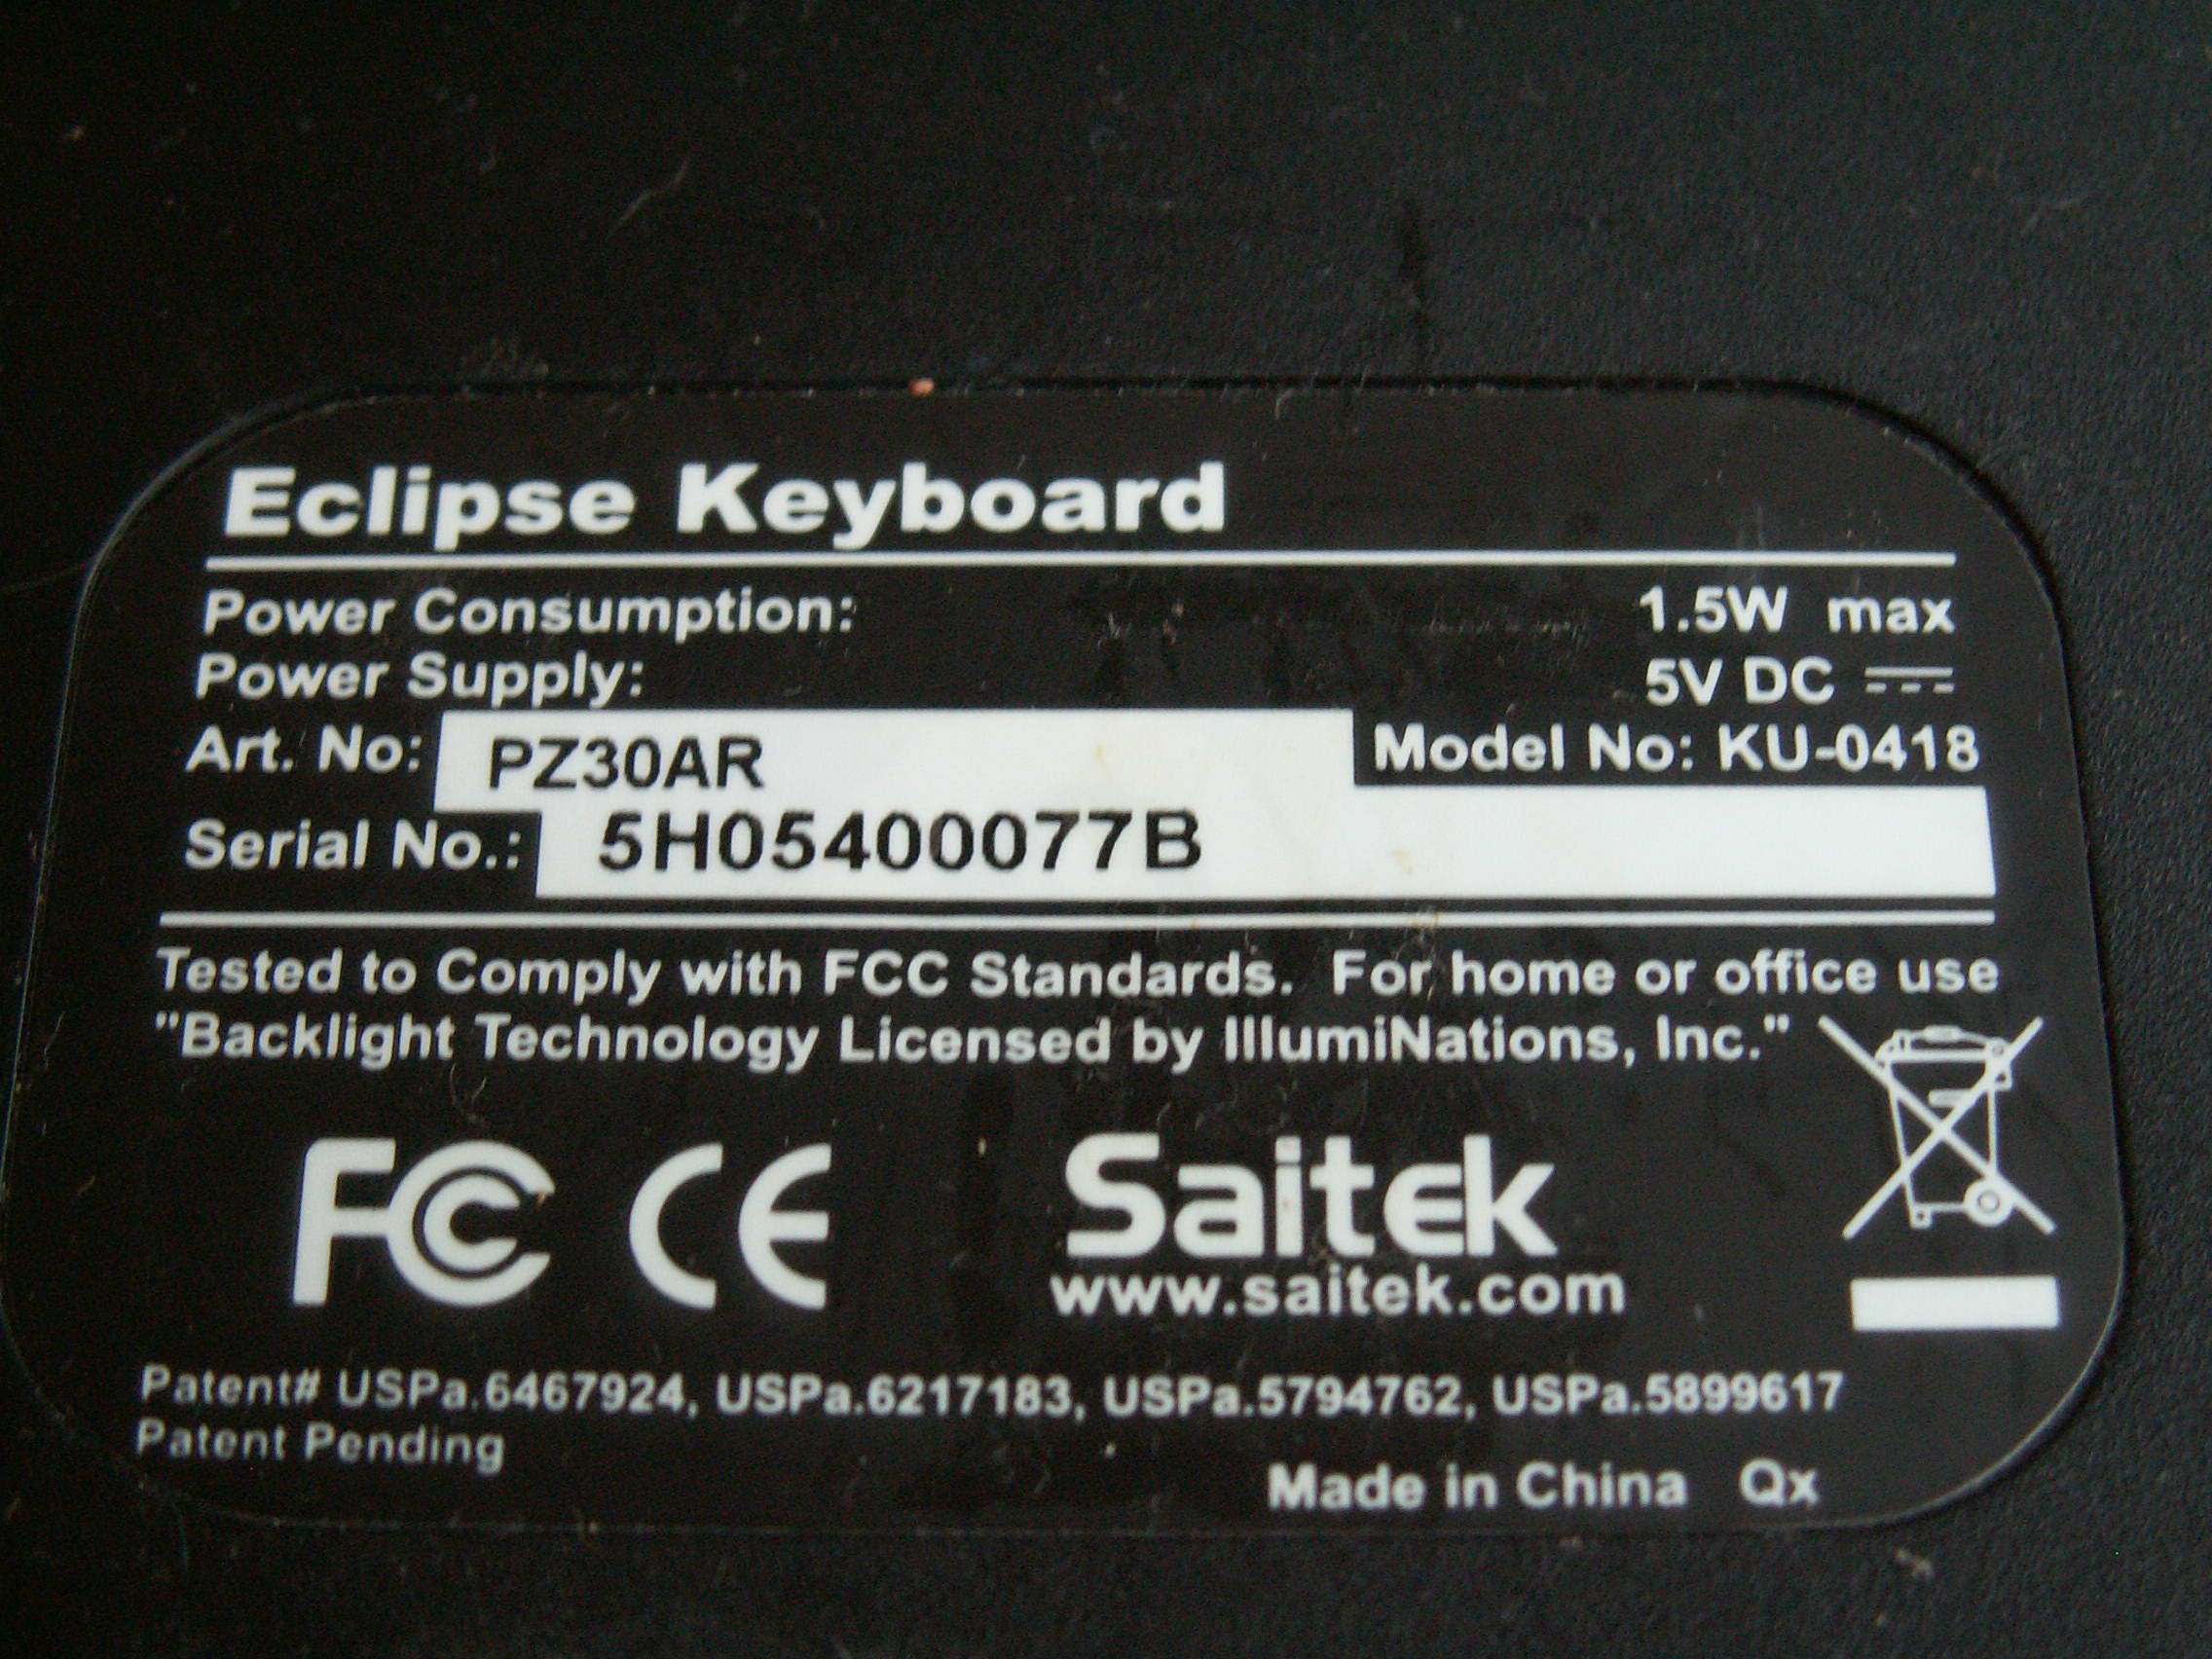 Eclipse Keyboard
Power Consumption: 1.5W max
Power Supply: 5V DC
Art. No: PZ30AR Model No: KU-0418
Serial No.: 5H05400077B
Tested to Comply with FCC Standards. For home or office use
"Backlight Technology Licensed by IllumiNations, Inc."
FC CE Saitek
www.saitek.com
Patent# USPa.6467924, USPa.6217183, USPa.5794762, USPa.5899617
Patent Pending
Made in China Qx